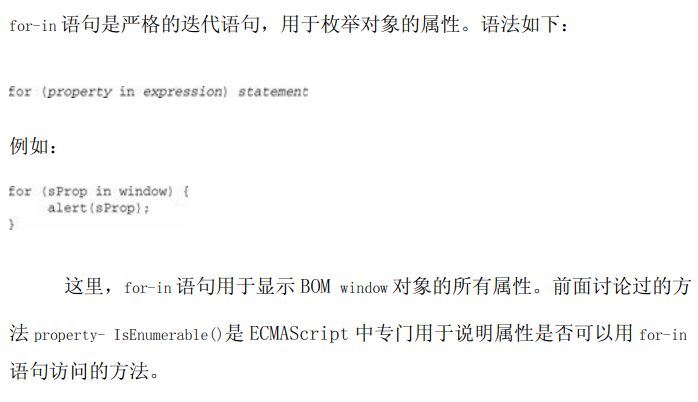 for-in 语句是严格的迭代语句，用于枚举对象的属性。语法如下：
for (property in expression) statement
例如：
for (sProp in window) {
alert(sProp);
}
这里，for-in 语句用于显示 BOM window 对象的所有属性。前面讨论过的方
法 property- IsEnumerable()是 ECMAScript 中专门用于说明属性是否可以用 for-in
语句访问的方法。